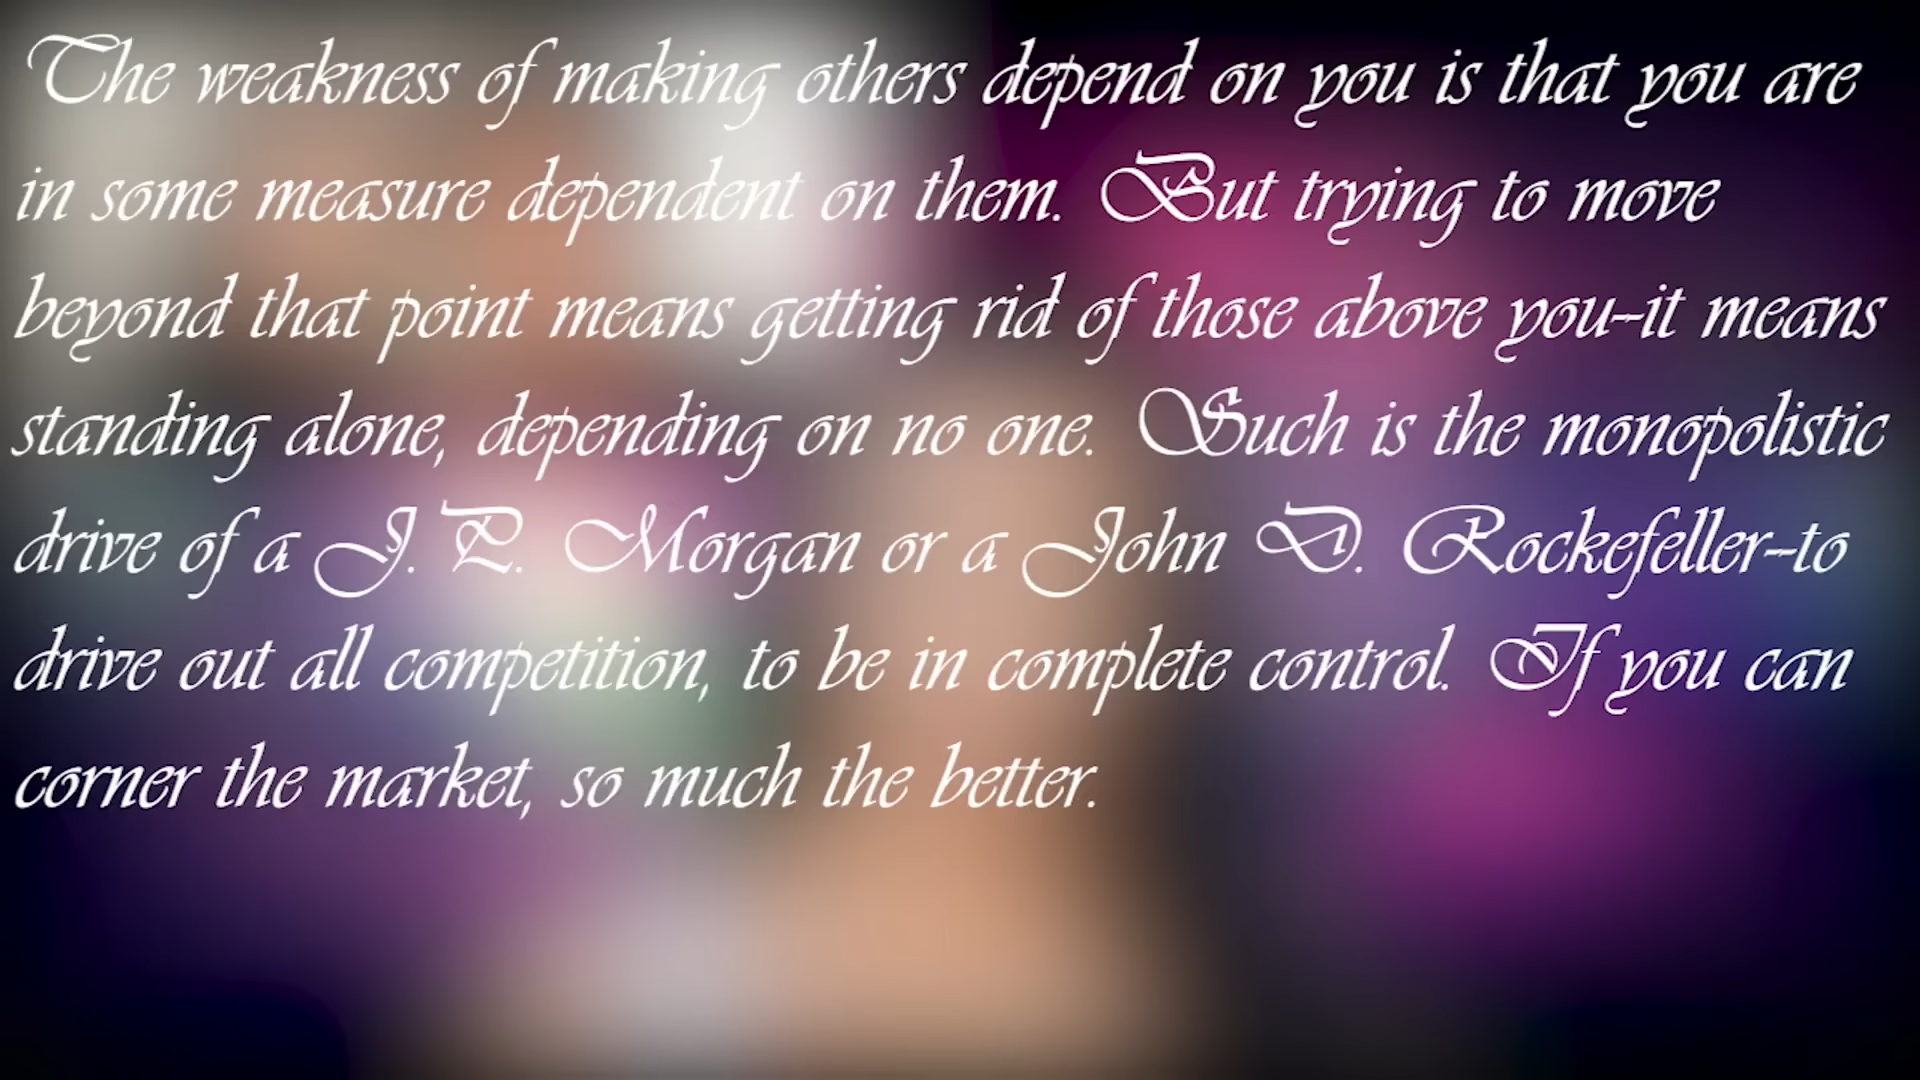 The weakness of making others depend on you is that you are
in some measure dependent on them. But trying to move
beyond that point means getting rid of those above you--it means
standing alone, depending on no one. Such is the monopolistic
drive of a J. P. Morgan or a John D. Rockefeller--to
drive out all competition, to be in complete control. If you can
corner the market, so much the better.